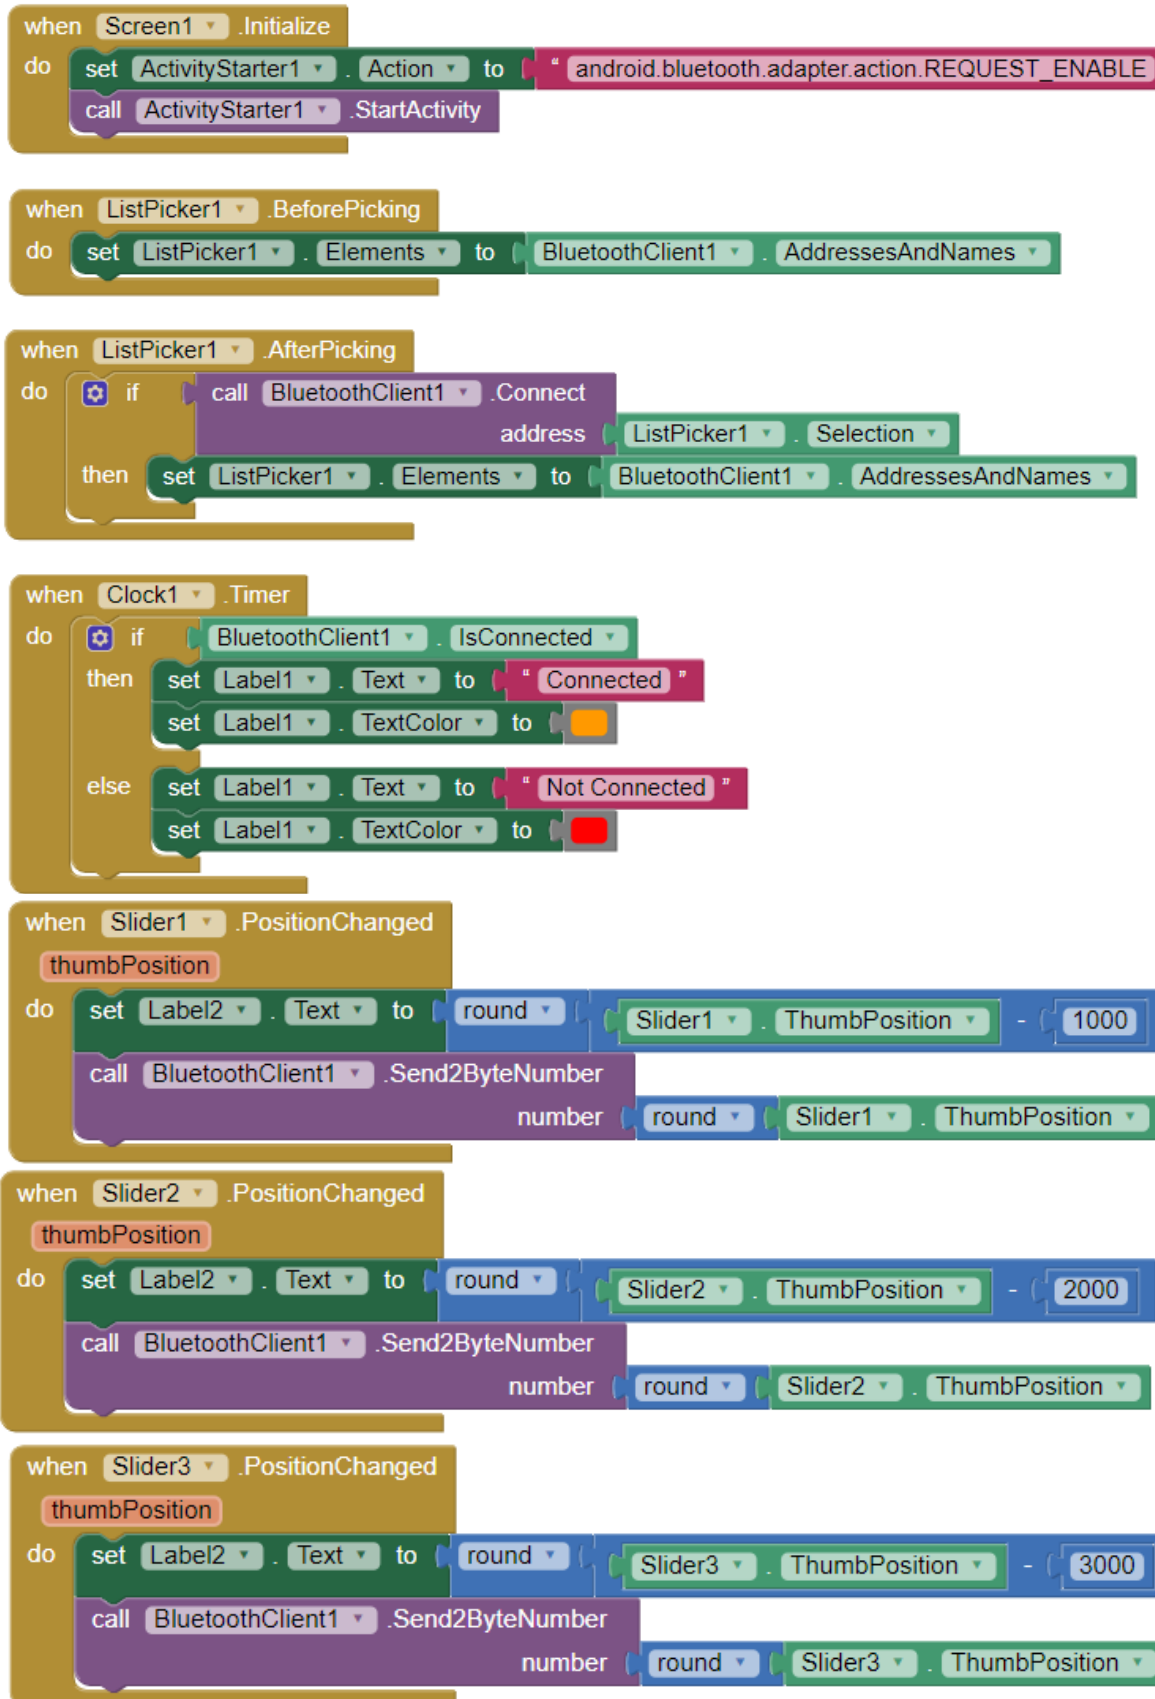 when Screen1 .Initialize
do set ActivityStarter1 . Action to “ android.bluetooth.adapter.action.REQUEST_ENABLE
call ActivityStarter1 .StartActivity
when ListPicker1 .BeforePicking
do set ListPicker1 . Elements to BluetoothClient1 . AddressesAndNames
when ListPicker1 .AfterPicking
do if call BluetoothClient1 .Connect
address ListPicker1 . Selection
then set ListPicker1 . Elements to BluetoothClient1 . AddressesAndNames
when Clock1 .Timer
do if BluetoothClient1 . IsConnected
then set Label1 . Text to “ Connected ”
set Label1 . TextColor to
else set Label1 . Text to “ Not Connected ”
set Label1 . TextColor to
when Slider1 .PositionChanged
thumbPosition
do set Label2 . Text to round Slider1 . ThumbPosition - 1000
call BluetoothClient1 .Send2ByteNumber
number round Slider1 . ThumbPosition
when Slider2 .PositionChanged
thumbPosition
do set Label2 . Text to round Slider2 . ThumbPosition - 2000
call BluetoothClient1 .Send2ByteNumber
number round Slider2 . ThumbPosition
when Slider3 .PositionChanged
thumbPosition
do set Label2 . Text to round Slider3 . ThumbPosition - 3000
call BluetoothClient1 .Send2ByteNumber
number round Slider3 . ThumbPosition